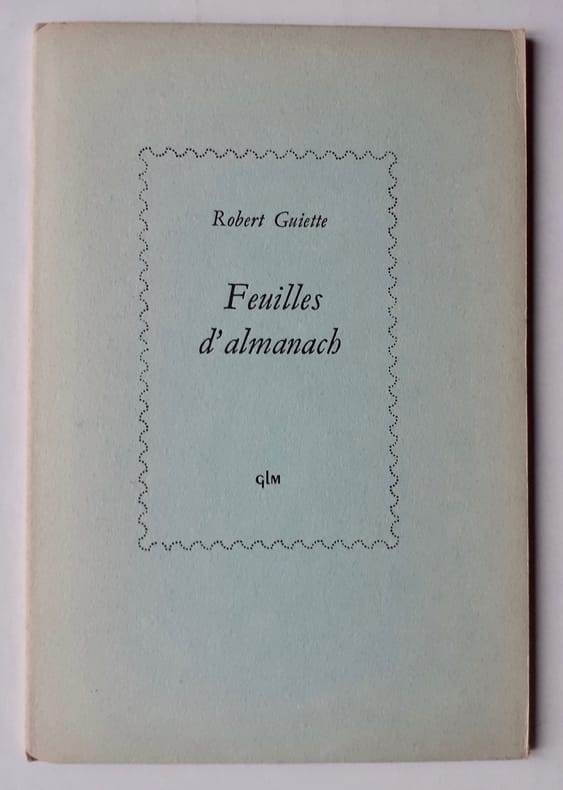 Robert Guiette
Feuilles
d'almanach
GLM